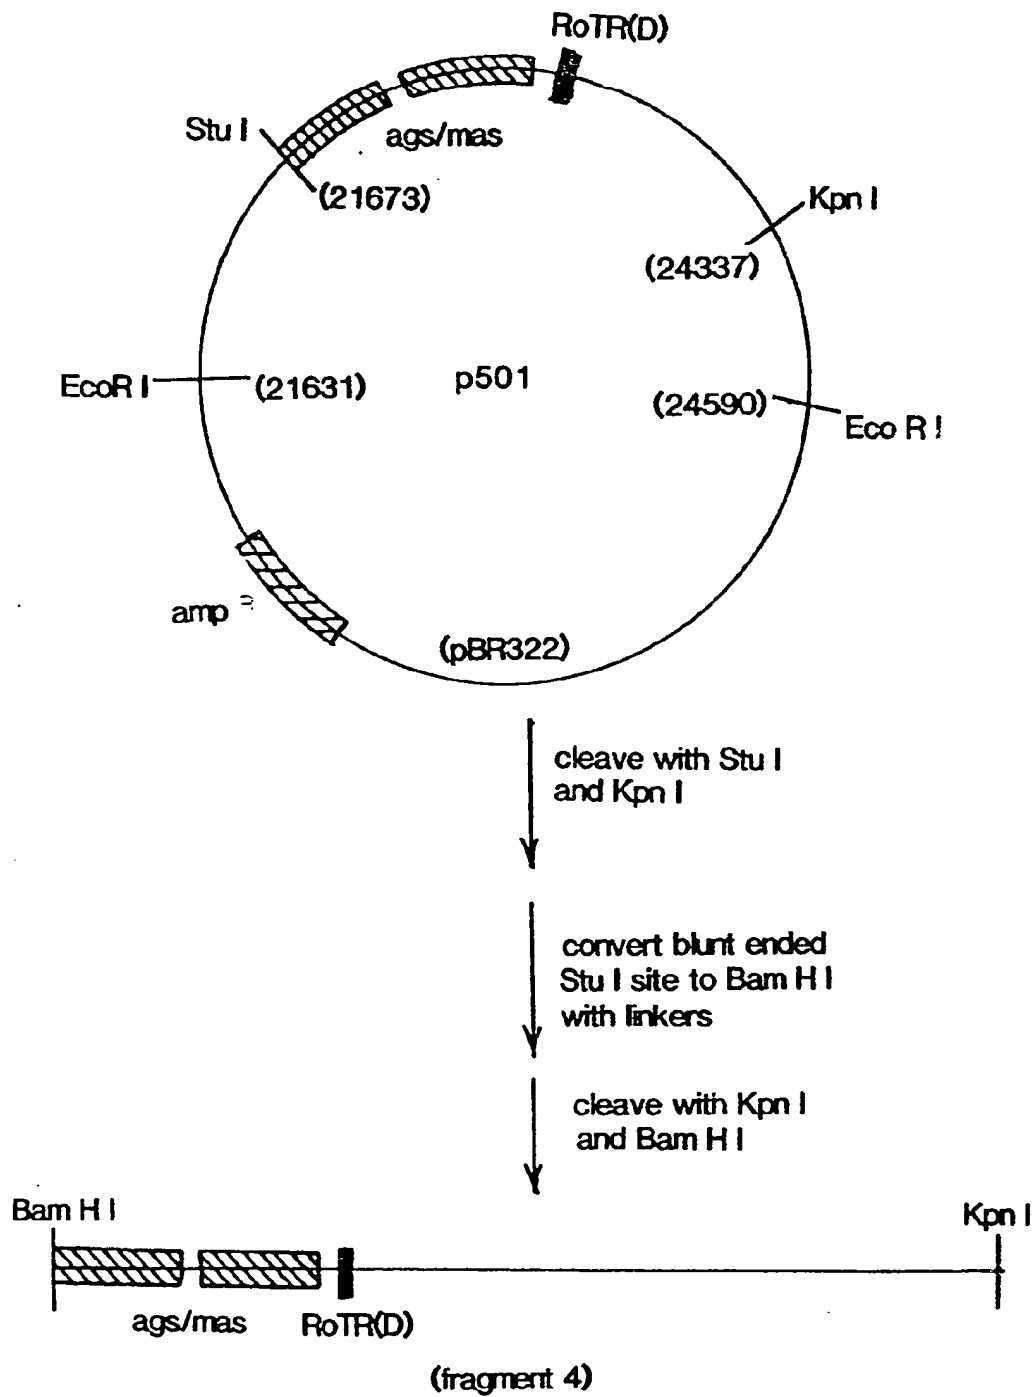 RoTR(D)
Stu I
ags/mas
(21673)
Kpn I
(24337)
EcoR I
(21631)
p501
(24590)
Eco R I
amp
(pBR322)
cleave with Stu I
and Kpn I
convert blunt ended
Stu I site to Bam H I
with linkers
cleave with Kpn I
and Bam H I
Bam H I
Kpn I
ags/mas
RoTR(D)
(fragment 4)